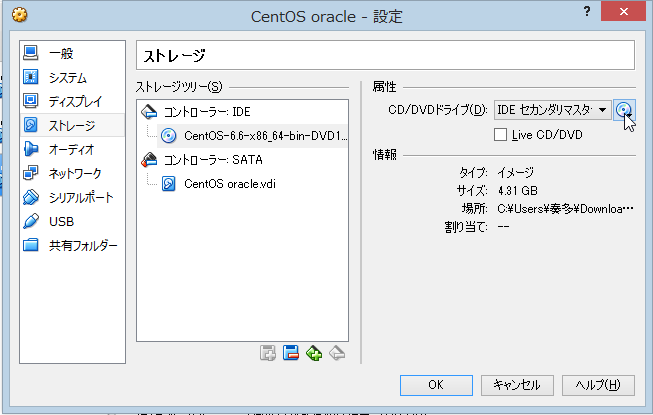 CentOS oracle - 設定
?
一般
システム
ディスプレイ
ストレージ
オーディオ
ネットワーク
シリアルポート
USB
共有フォルダー
ストレージ
ストレージツリー(S)
コントローラー: IDE
CentOS-6.6-x86_64-bin-DVD1...
コントローラー: SATA
CentOS oracle.vdi
属性
CD/DVDドライブ(D): IDE セカンダリマスター
Live CD/DVD
情報
タイプ: イメージ
サイズ: 4.31 GB
場所: C:¥Users¥奏多¥Downloa…
割り当て: --
OK
キャンセル
ヘルプ(H)